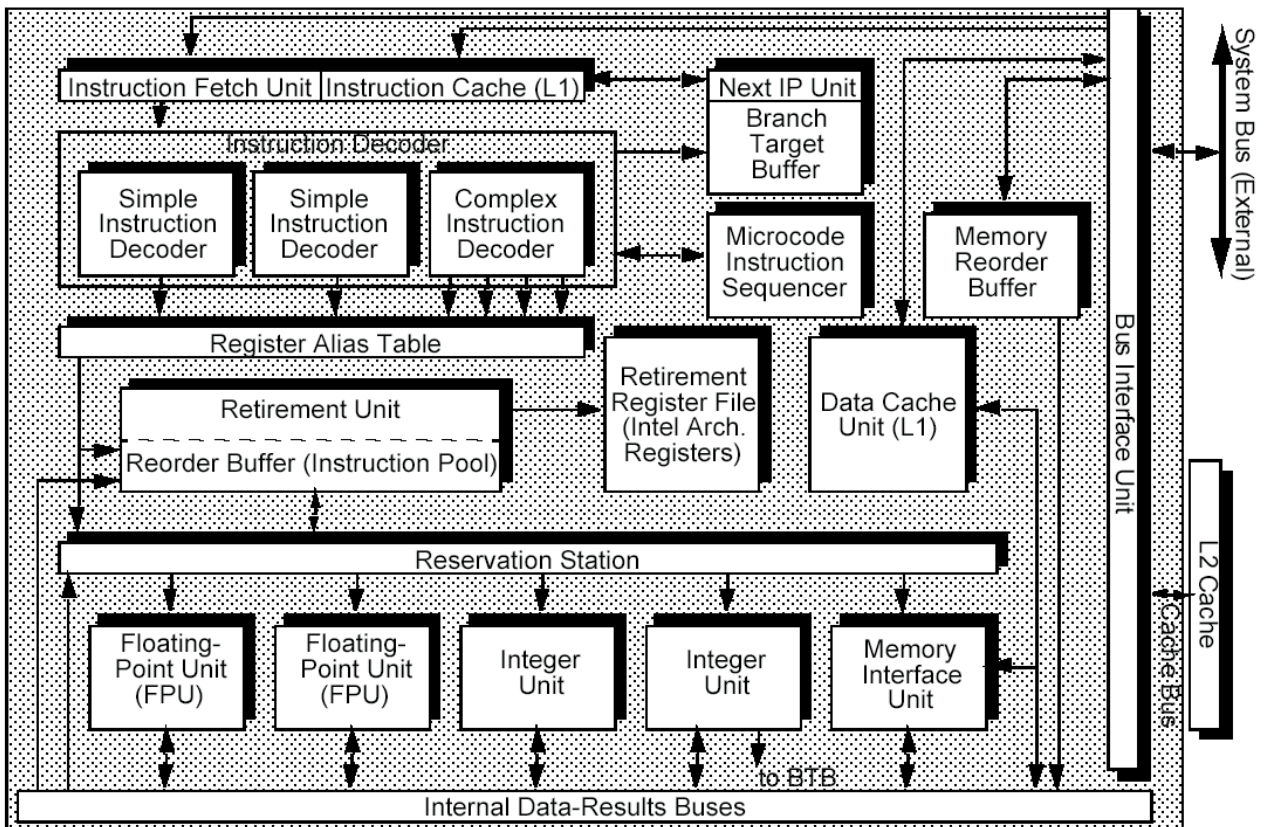 System Bus (External)
Instruction Fetch Unit
Instruction Cache (L1)
Next IP Unit
Branch
Target
Buffer
Instruction Decoder
Simple
Instruction
Decoder
Simple
Instruction
Decoder
Complex
Instruction
Decoder
Microcode
Instruction
Sequencer
Memory
Reorder
Buffer
Register Alias Table
Retirement Unit
Reorder Buffer (Instruction Pool)
Retirement
Register File
(Intel Arch.
Registers)
Data Cache
Unit (L1)
Bus Interface Unit
Reservation Station
L2 Cache
Cache Bus
Floating-
Point Unit
(FPU)
Floating-
Point Unit
(FPU)
Integer
Unit
Integer
Unit
Memory
Interface
Unit
to BTB
Internal Data-Results Buses